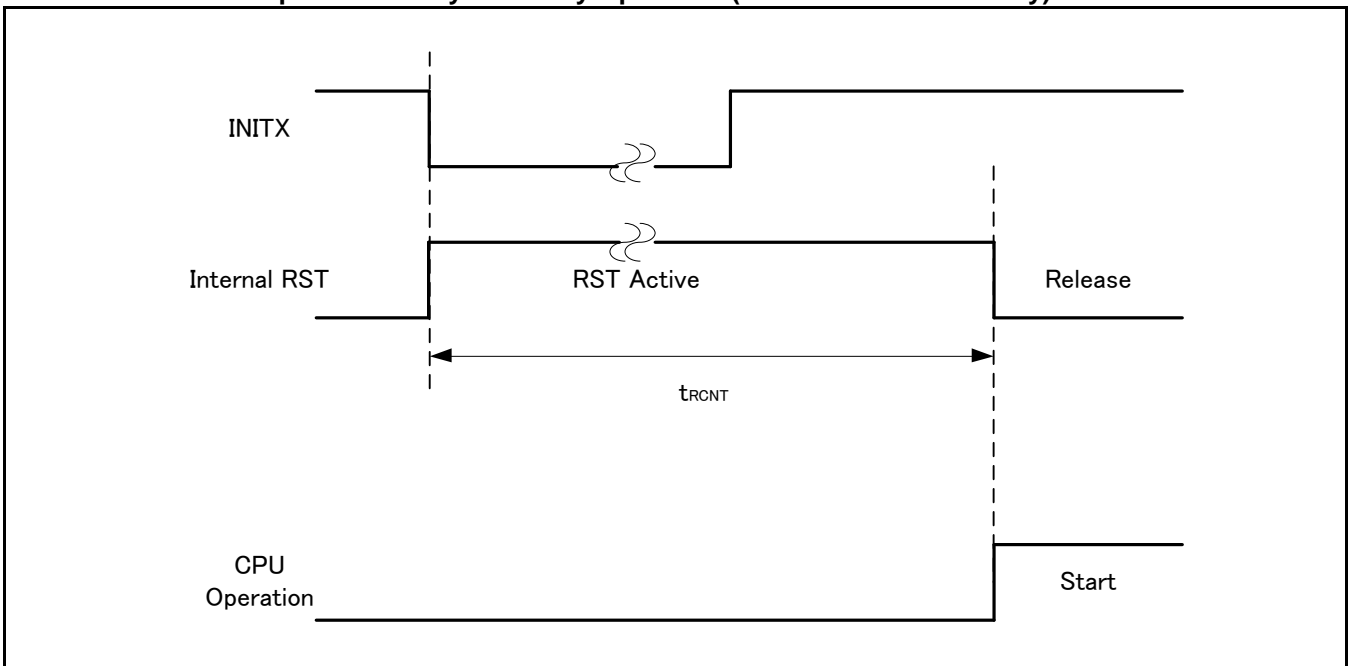 INITX
Internal RST
RST Active
Release
tRCNT
CPU
Operation
Start